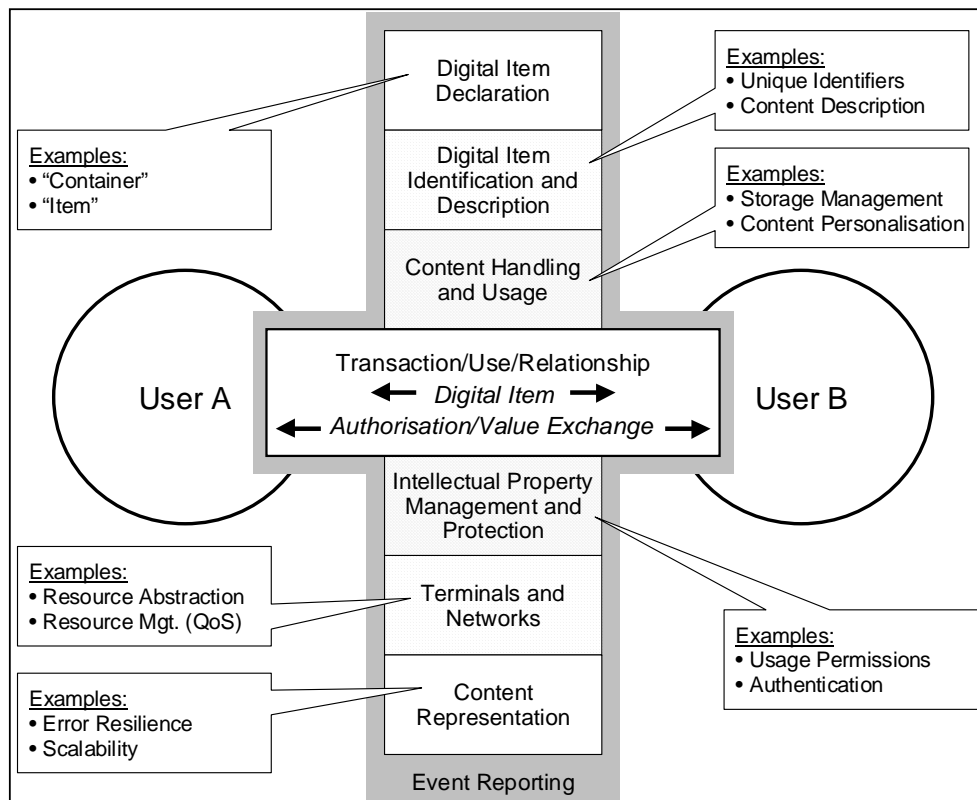 Digital Item
Declaration
Examples:
• Unique Identifiers
• Content Description
Examples:
• “Container”
• “Item”
Digital Item
Identification and
Description
Examples:
• Storage Management
• Content Personalisation
Content Handling
and Usage
User A
Transaction/Use/Relationship
Digital Item
Authorisation/Value Exchange
User B
Intellectual Property
Management and
Protection
Examples:
• Resource Abstraction
• Resource Mgt. (QoS)
Terminals and
Networks
Examples:
• Usage Permissions
• Authentication
Examples:
• Error Resilience
• Scalability
Content
Representation
Event Reporting